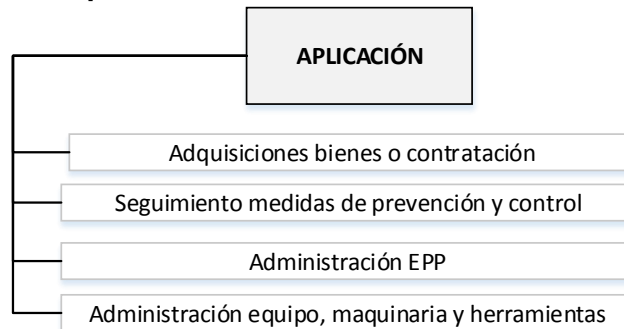 APLICACIÓN
Adquisiciones bienes o contratación
Seguimiento medidas de prevención y control
Administración EPP
Administración equipo, maquinaria y herramientas